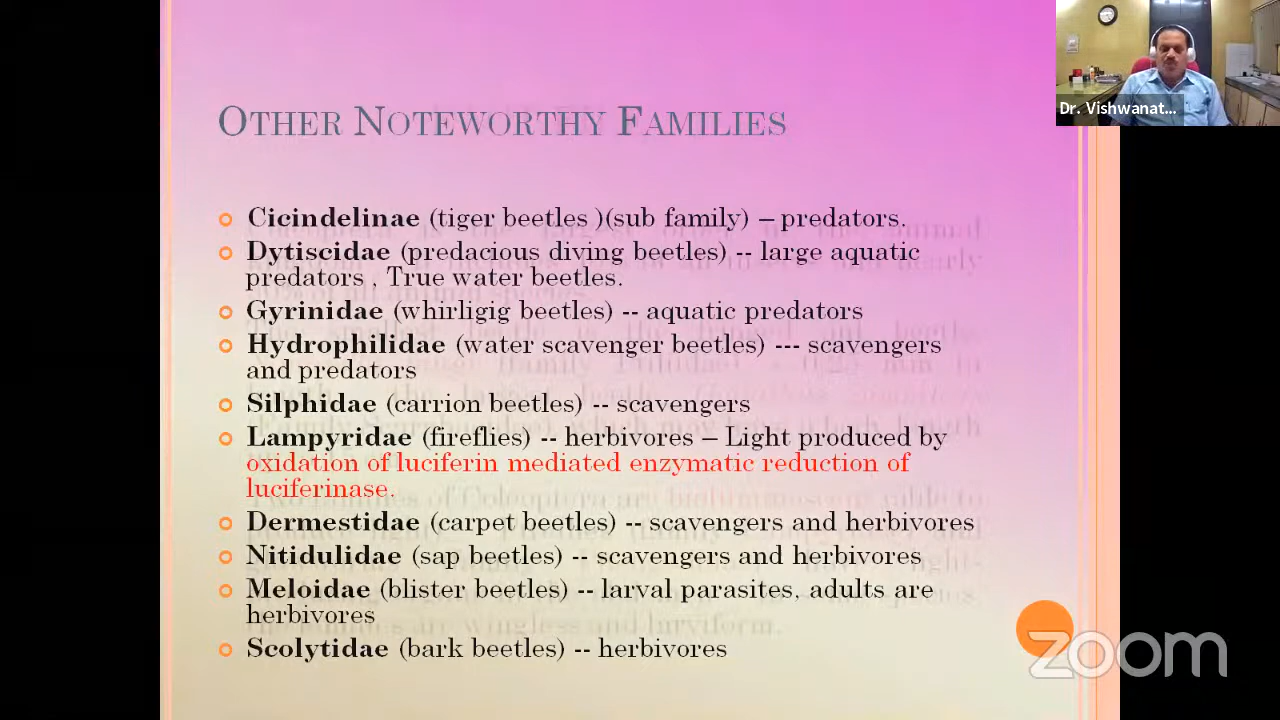 OTHER NOTEWORTHY FAMILIES
Cicindelinae (tiger beetles )(sub family) – predators.
Dytiscidae (predacious diving beetles) -- large aquatic
predators , True water beetles.
Gyrinidae (whirligig beetles) -- aquatic predators
Hydrophilidae (water scavenger beetles) --- scavengers
and predators
Silphidae (carrion beetles) -- scavengers
Lampyridae (fireflies) -- herbivores – Light produced by
oxidation of luciferin mediated enzymatic reduction of
luciferinase.
Dermestidae (carpet beetles) -- scavengers and herbivores
Nitidulidae (sap beetles) -- scavengers and herbivores
Meloidae (blister beetles) -- larval parasites, adults are
herbivores
Scolytidae (bark beetles) -- herbivores
Dr. Vishwanat...
zoom